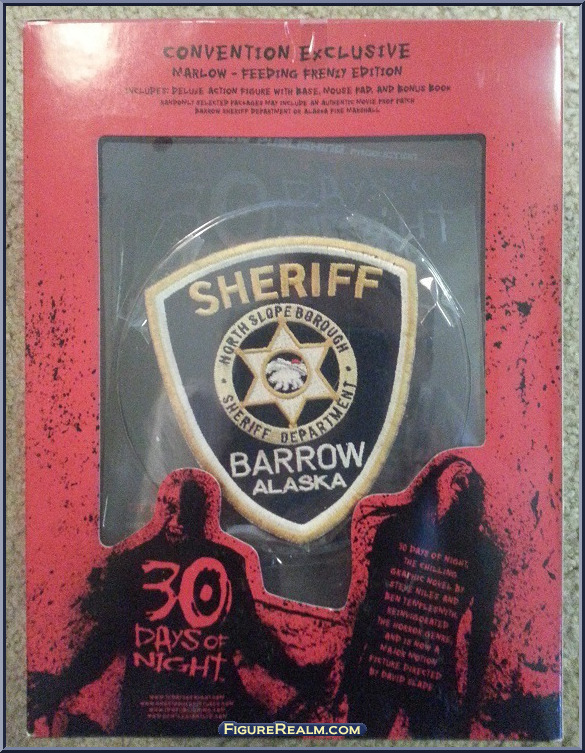 CONVENTION EXCLUSIVE
MARLOW - FEEDING FRENZY EDITION
INCLUDES: DELUXE ACTION FIGURE WITH BASE, MOUSE PAD, AND BONUS BOOK
RANDOMLY SELECTED PACKAGES MAY INCLUDE AN AUTHENTIC MOVIE PROP PATCH
BARROW SHERIFF DEPARTMENT OR ALASKA FIRE MARSHALL
SHERIFF
NORTH SLOPE BOROUGH
SHERIFF DEPARTMENT
BARROW
ALASKA
30
DAYS OF
NIGHT
30 DAYS OF NIGHT,
THE CHILLING
GRAPHIC NOVEL BY
STEVE NILES AND
BEN TEMPLESMITH,
REINVIGORATED
THE HORROR GENRE
AND IS NOW A
MAJOR MOTION
PICTURE DIRECTED
BY DAVID SLADE
FIGUREREALM.COM